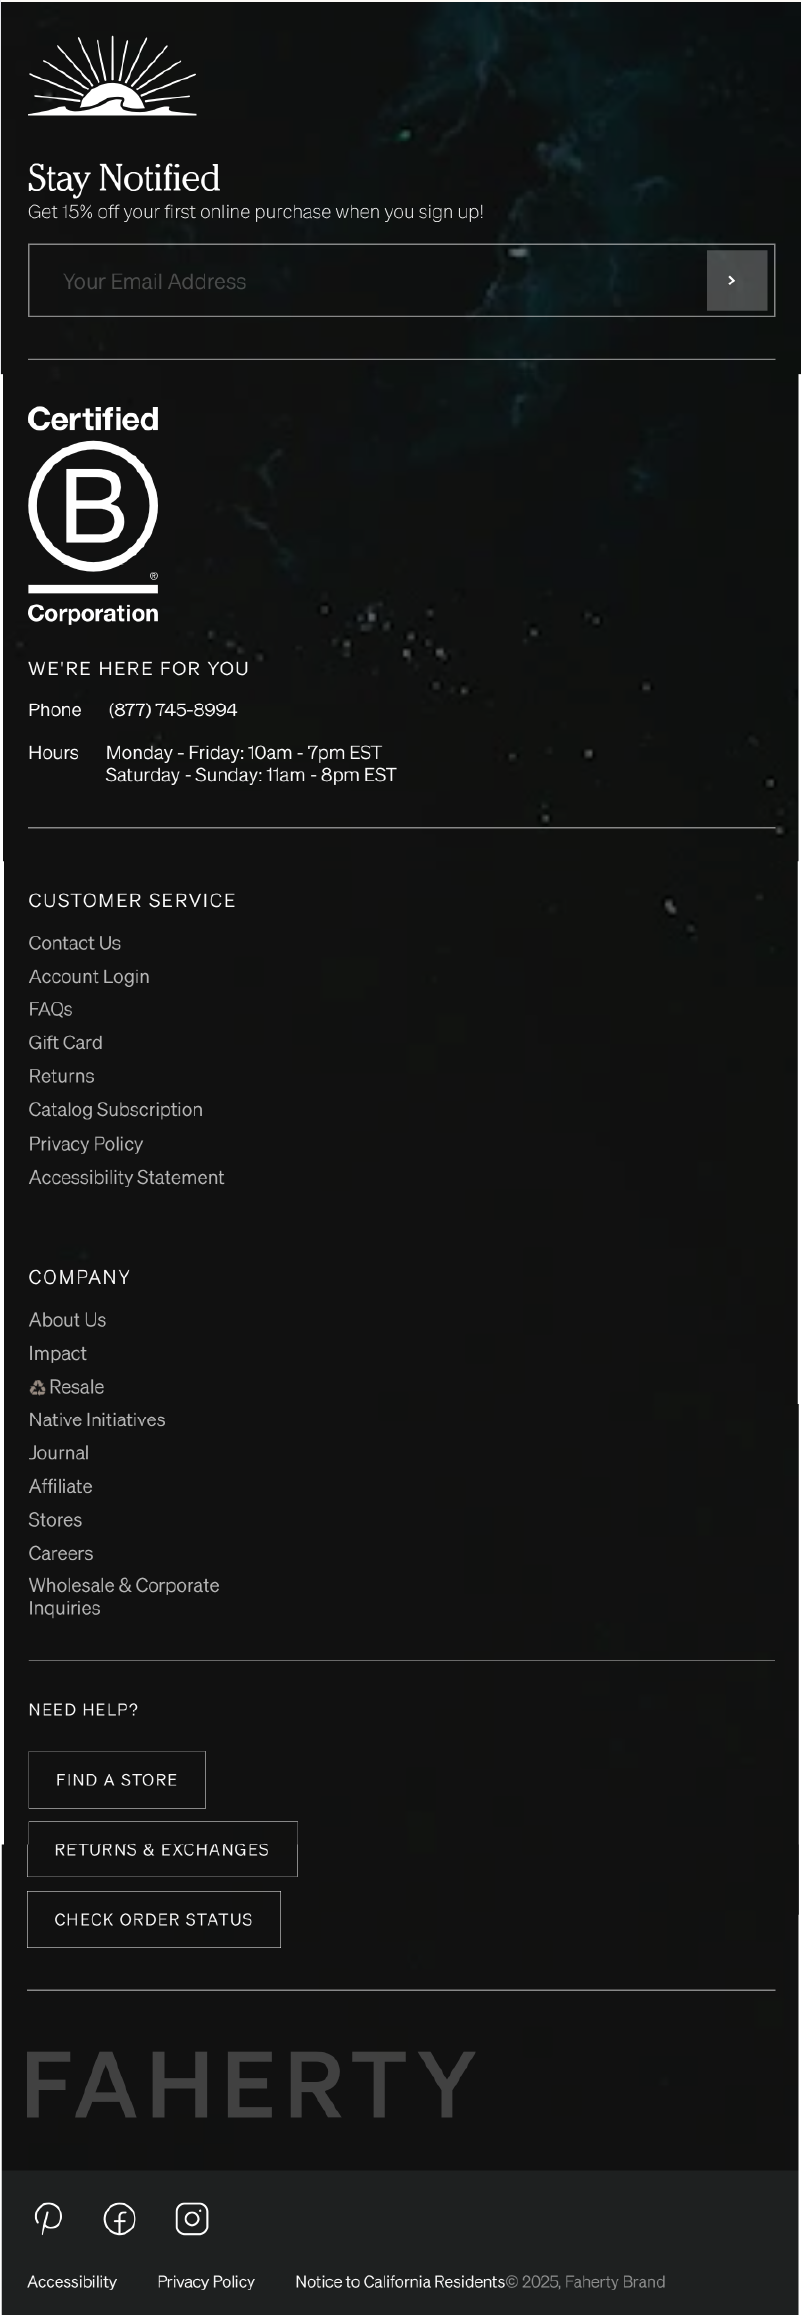 Stay Notified
Get 15% off your first online purchase when you sign up!
Your Email Address
Certified
B
®
Corporation
WE'RE HERE FOR YOU
Phone (877) 745-8994
Hours Monday - Friday: 10am - 7pm EST
Saturday - Sunday: 11am - 8pm EST
CUSTOMER SERVICE
Contact Us
Account Login
FAQs
Gift Card
Returns
Catalog Subscription
Privacy Policy
Accessibility Statement
COMPANY
About Us
Impact
♻ Resale
Native Initiatives
Journal
Affiliate
Stores
Careers
Wholesale & Corporate
Inquiries
NEED HELP?
FIND A STORE
RETURNS & EXCHANGES
CHECK ORDER STATUS
FAHERTY
Accessibility Privacy Policy Notice to California Residents© 2025, Faherty Brand